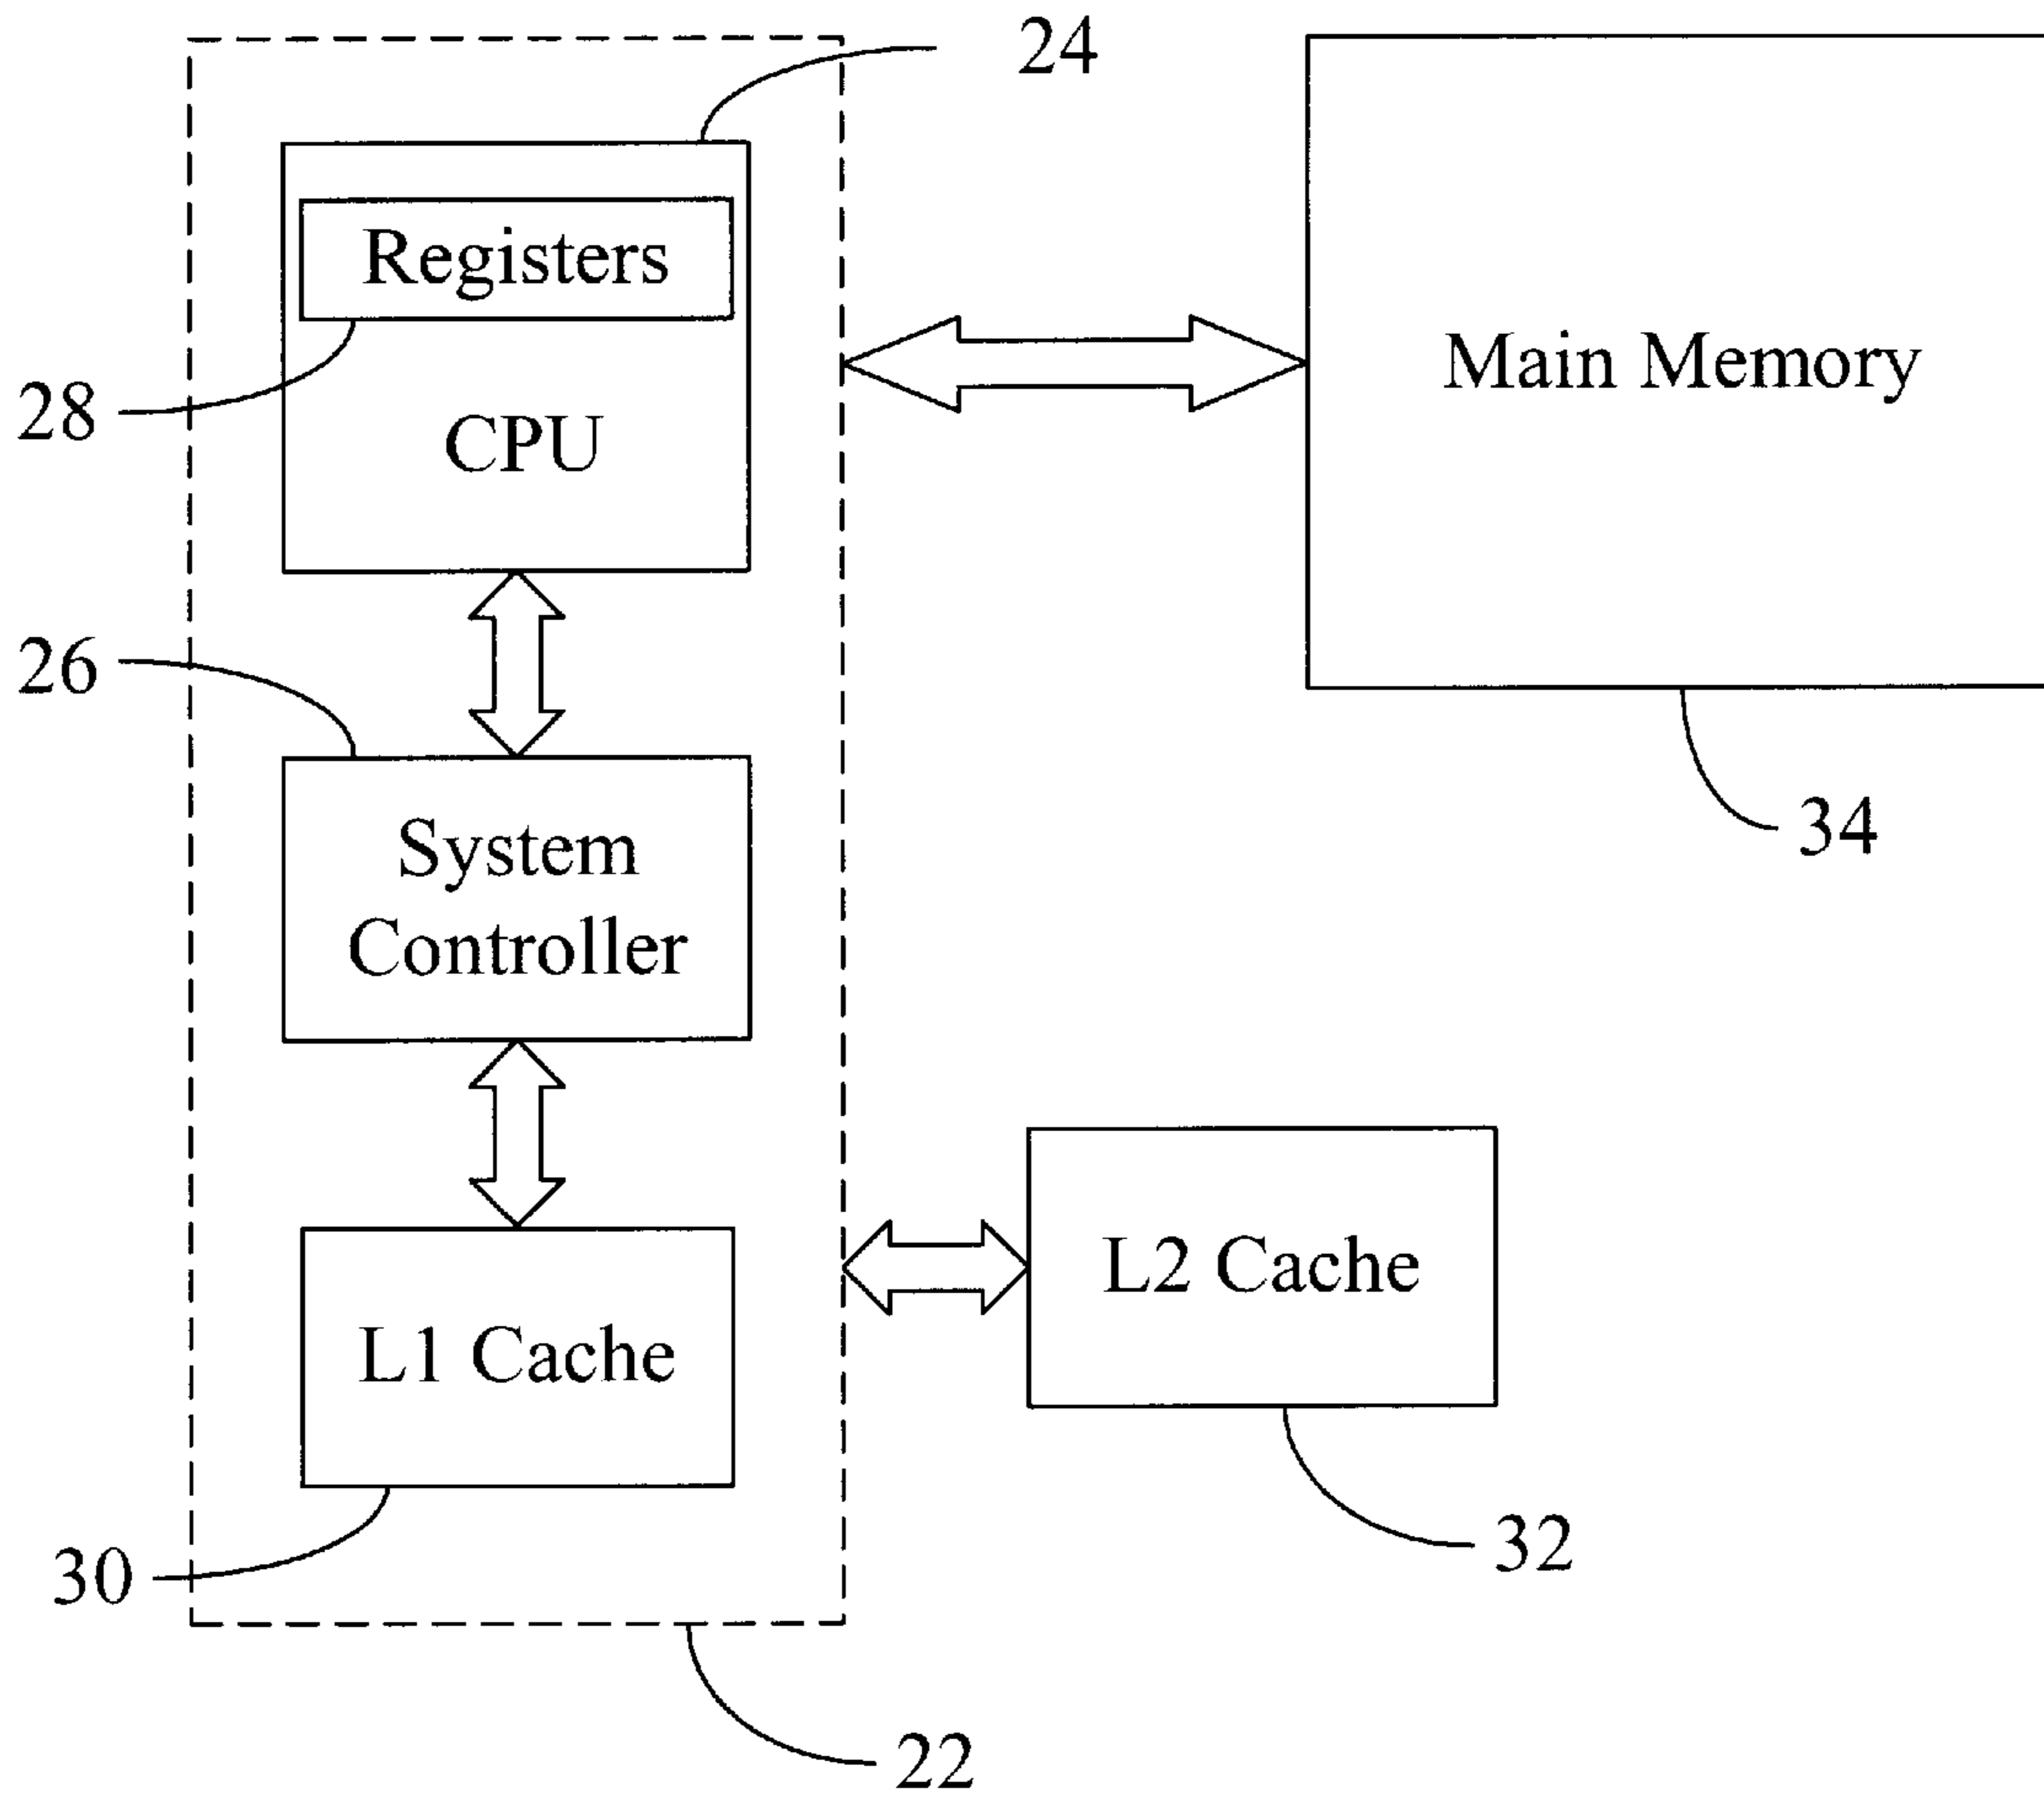 24
Registers
Main Memory
28
CPU
26
System
Controller
34
L2 Cache
L1 Cache
32
30
22